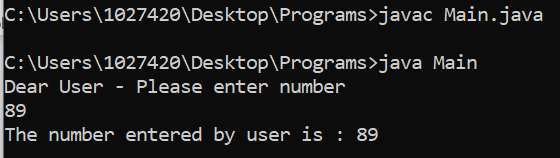 C:\Users\1027420\Desktop\Programs>javac Main.java
C:\Users\1027420\Desktop\Programs>java Main
Dear User - Please enter number
89
The number entered by user is : 89